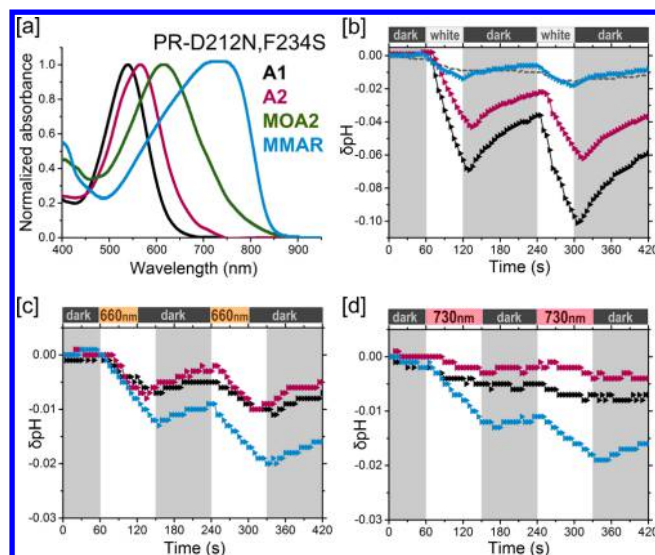 [a]
PR-D212N,F234S
A1
A2
MOA2
MMAR
Normalized absorbance
1.0
0.8
0.6
0.4
0.2
0.0
400 500 600 700 800 900
Wavelength (nm)
[b]
dark white dark white dark
δpH
0.00
-0.02
-0.04
-0.06
-0.08
-0.10
0 60 120 180 240 300 360 420
Time (s)
[c]
dark 660nm dark 660nm dark
δpH
0.00
-0.01
-0.02
-0.03
0 60 120 180 240 300 360 420
Time (s)
[d]
dark 730nm dark 730nm dark
δpH
0.00
-0.01
-0.02
-0.03
0 60 120 180 240 300 360 420
Time (s)